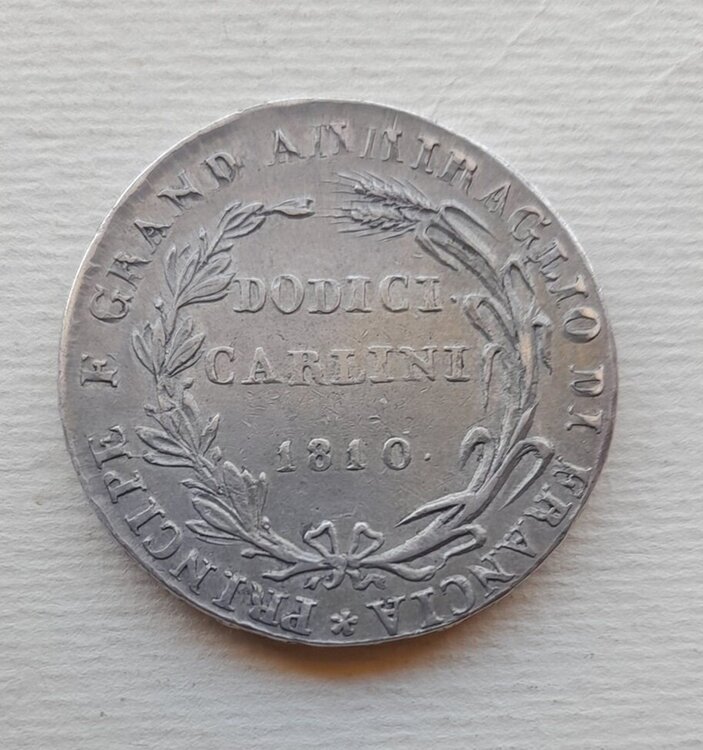 PRINCIPE E GRAND AMMIRAGLIO DI FRANCIA *
DODICI.
CARLINI
1810.